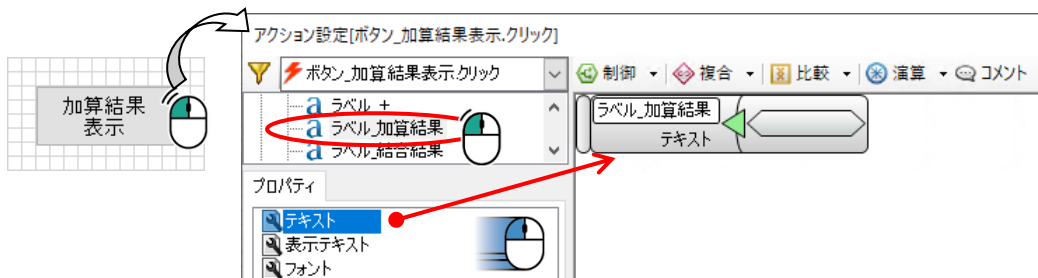 アクション設定[ボタン_加算結果表示.クリック]
ボタン_加算結果表示.クリック
制御 複合 比較 演算 コメント
加算結果
表示
ラベル_+
ラベル_加算結果
ラベル_結合結果
ラベル_加算結果
テキスト
プロパティ
テキスト
表示テキスト
フォント